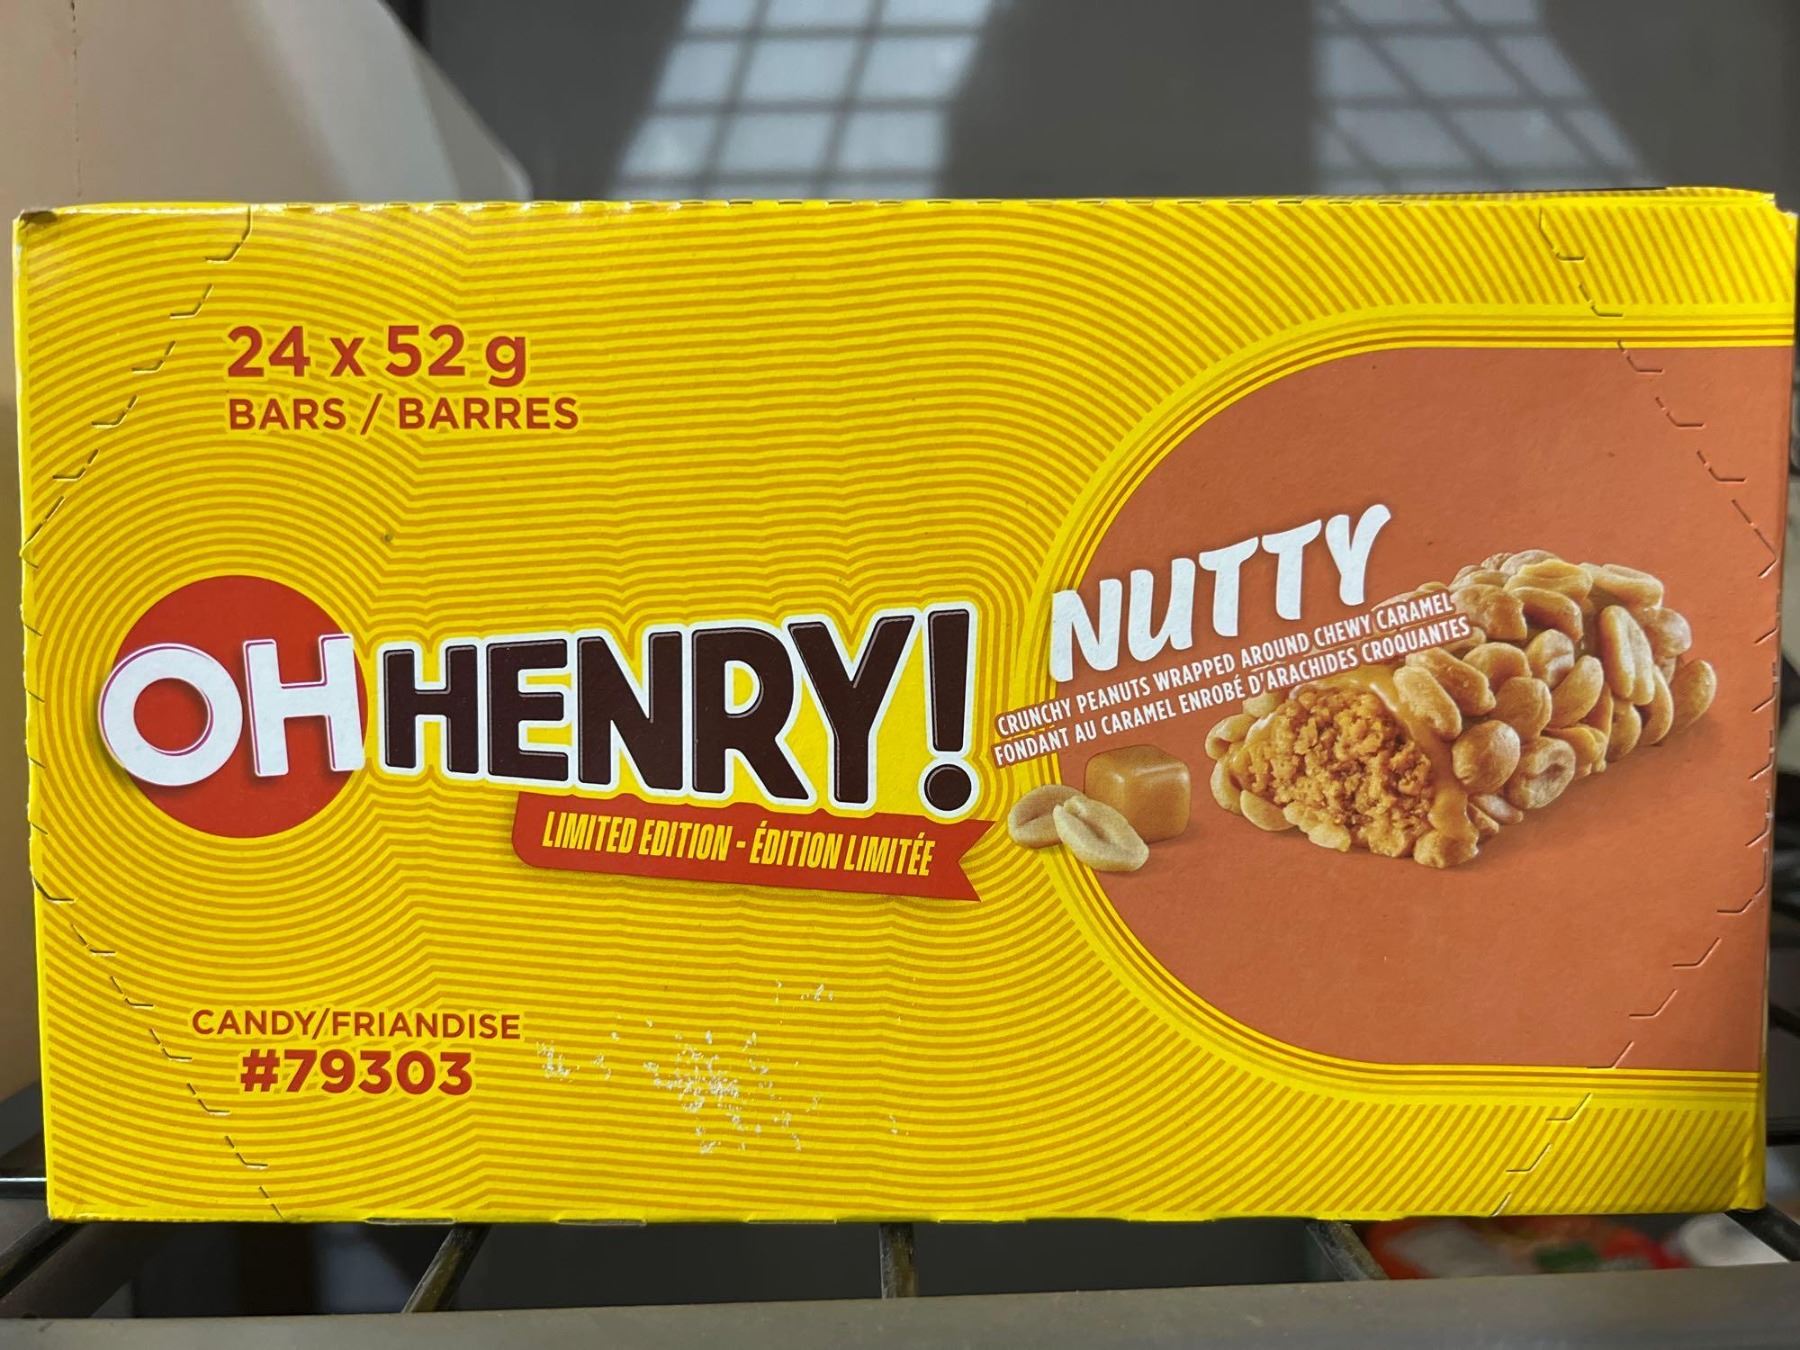 24 x 52 g
BARS / BARRES
OH HENRY!
LIMITED EDITION - ÉDITION LIMITÉE
NUTTY
CRUNCHY PEANUTS WRAPPED AROUND CHEWY CARAMEL
FONDANT AU CARAMEL ENROBÉ D'ARACHIDES CROQUANTES
CANDY/FRIANDISE
#79303